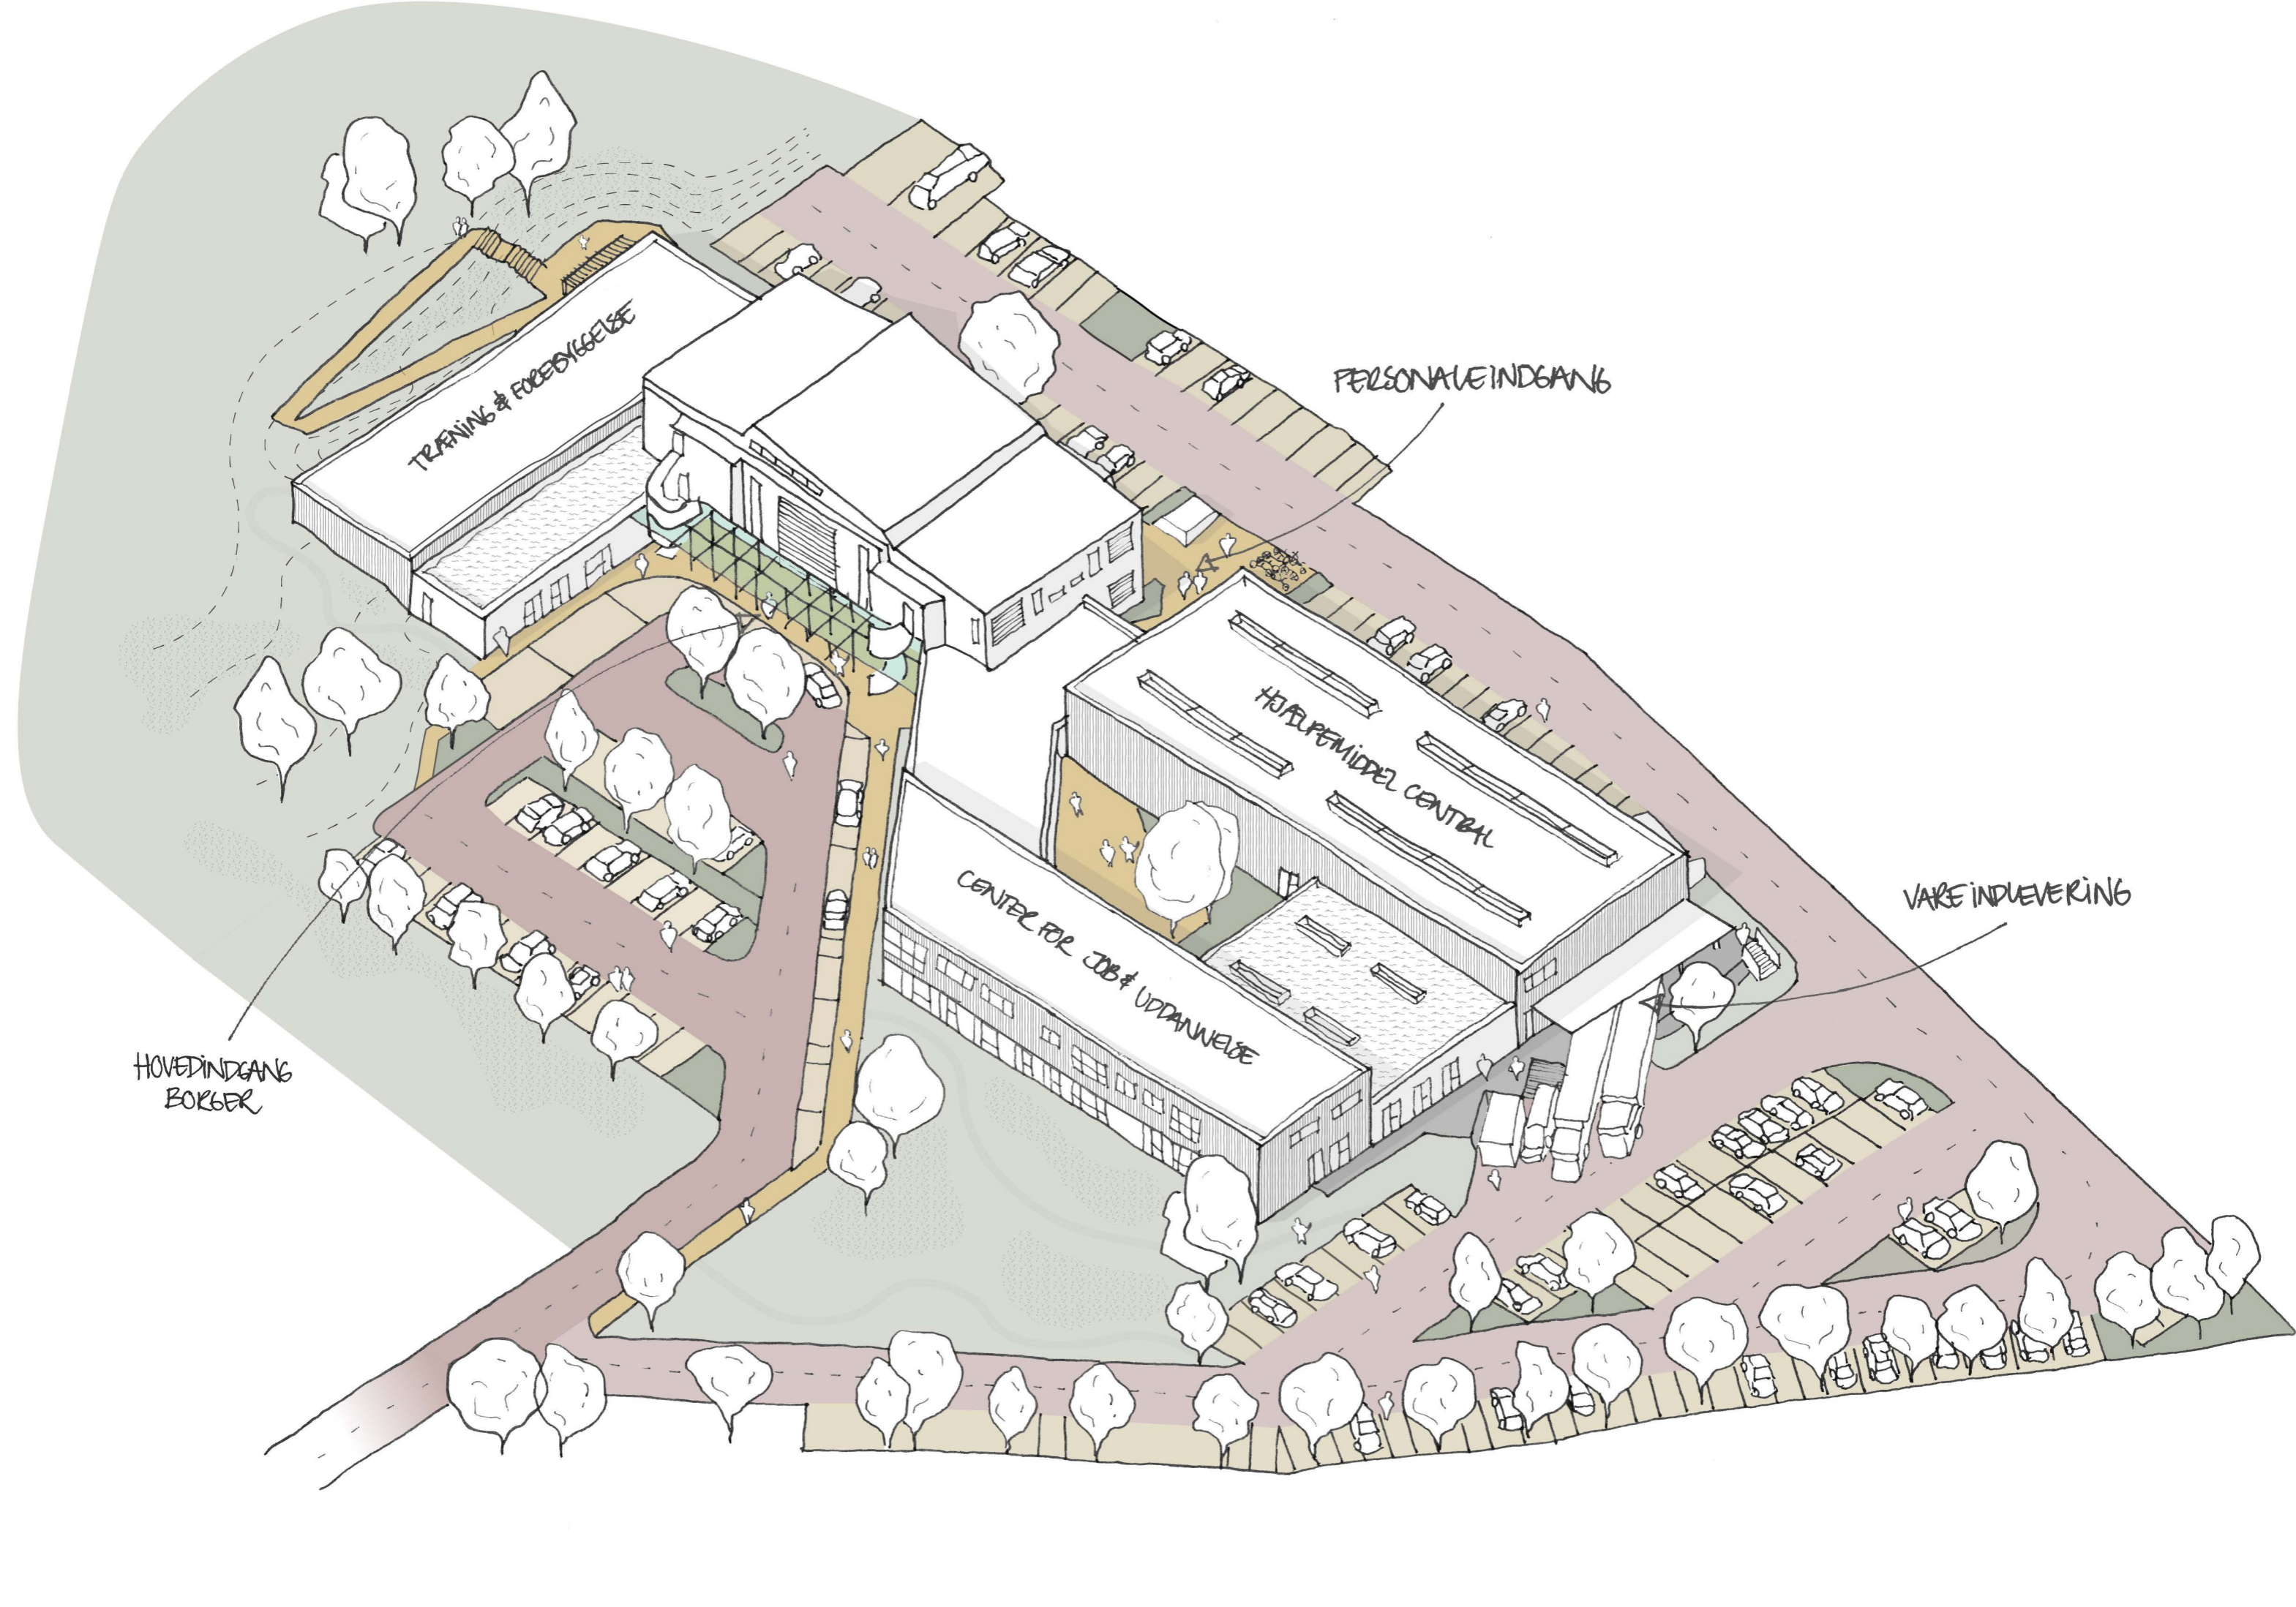 TRÆNING & FOREBYGGELSE
PERSONALEINDGANG
HJÆLPEMIDDEL CENTRAL
CENTER FOR JOB & UDDANNELSE
VAREINDLEVERING
HOVEDINDGANG
BORGER